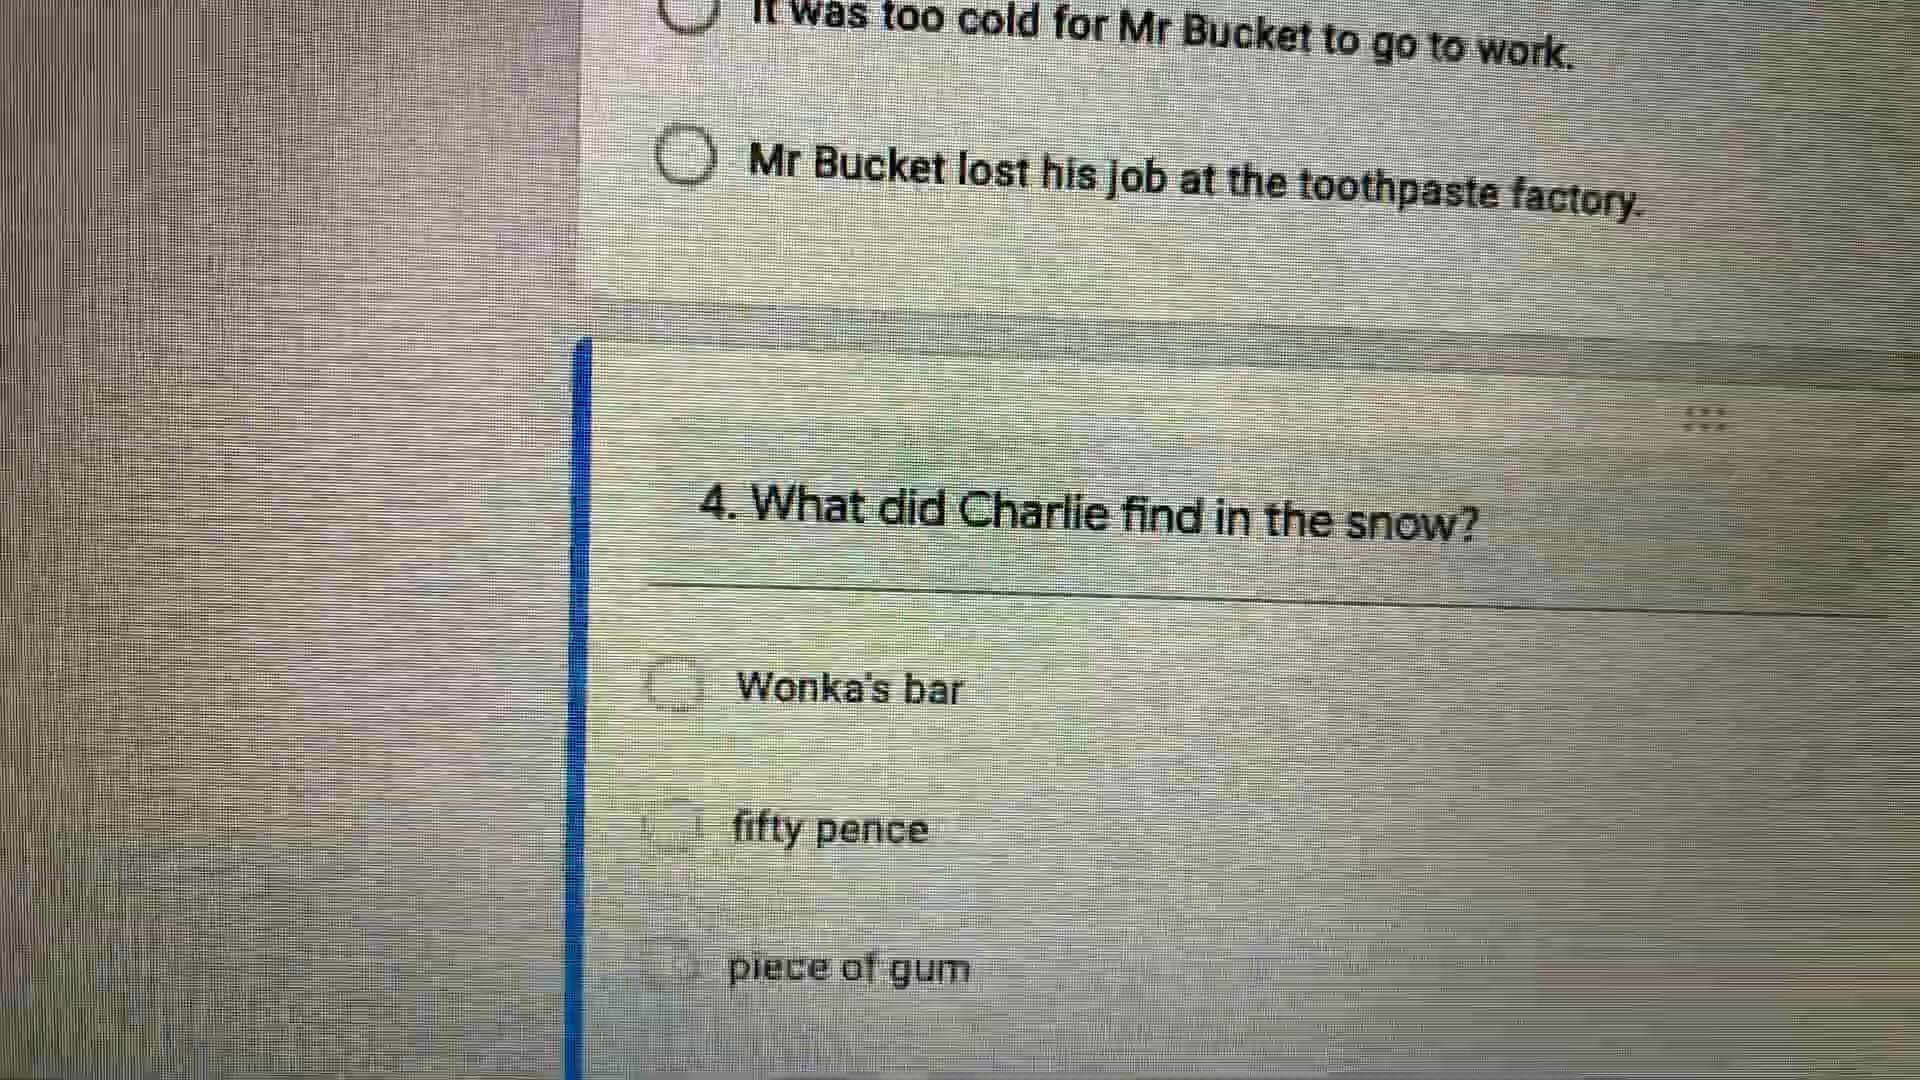 It was too cold for Mr Bucket to go to work.
Mr Bucket lost his job at the toothpaste factory.
4. What did Charlie find in the snow?
Wonka's bar
fifty pence
piece of gum